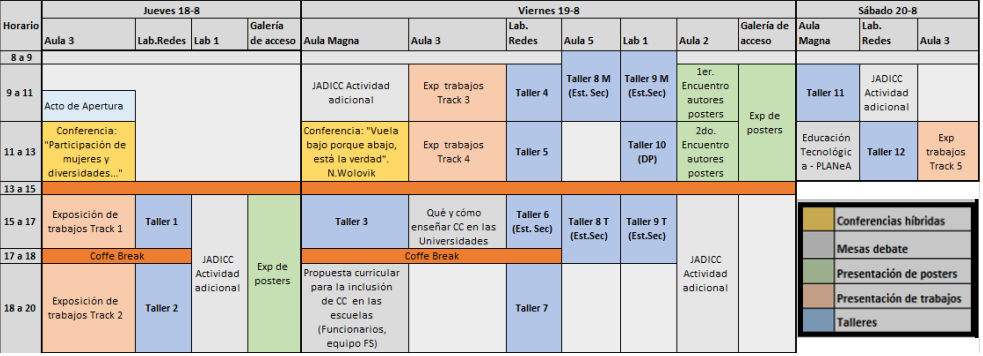 Jueves 18-8
Viernes 19-8
Sábado 20-8
Horario
Aula 3
Lab.Redes
Lab 1
Galería
de acceso
Aula Magna
Aula 3
Lab.
Redes
Aula 5
Lab 1
Aula 2
Galería de
acceso
Aula
Magna
Lab.
Redes
Aula 3
8 a 9
9 a 11
Acto de Apertura
JADICC Actividad
adicional
Exp trabajos
Track 3
Taller 4
Taller 8 M
(Est. Sec)
Taller 9 M
(Est.Sec)
1er.
Encuentro
autores
posters
Exp de
posters
Taller 11
JADICC
Actividad
adicional
11 a 13
Conferencia:
"Participación de
mujeres y
diversidades..."
Conferencia: "Vuela
bajo porque abajo,
está la verdad".
N.Wolovik
Exp trabajos
Track 4
Taller 5
Taller 10
(DP)
2do.
Encuentro
autores
posters
Educación
Tecnológic
a - PLANeA
Taller 12
Exp
trabajos
Track 5
13 a 15
15 a 17
Exposición de
trabajos Track 1
Taller 1
JADICC
Actividad
adicional
Exp de
posters
Taller 3
Qué y cómo
enseñar CC en las
Universidades
Taller 6
(Est. Sec)
Taller 8 T
(Est.Sec)
Taller 9 T
(Est.Sec)
JADICC
Actividad
adicional
17 a 18
Coffe Break
Coffe Break
18 a 20
Exposición de
trabajos Track 2
Taller 2
Propuesta curricular
para la inclusión
de CC en las
escuelas
(Funcionarios,
equipo FS)
Taller 7
Conferencias híbridas
Mesas debate
Presentación de posters
Presentación de trabajos
Talleres